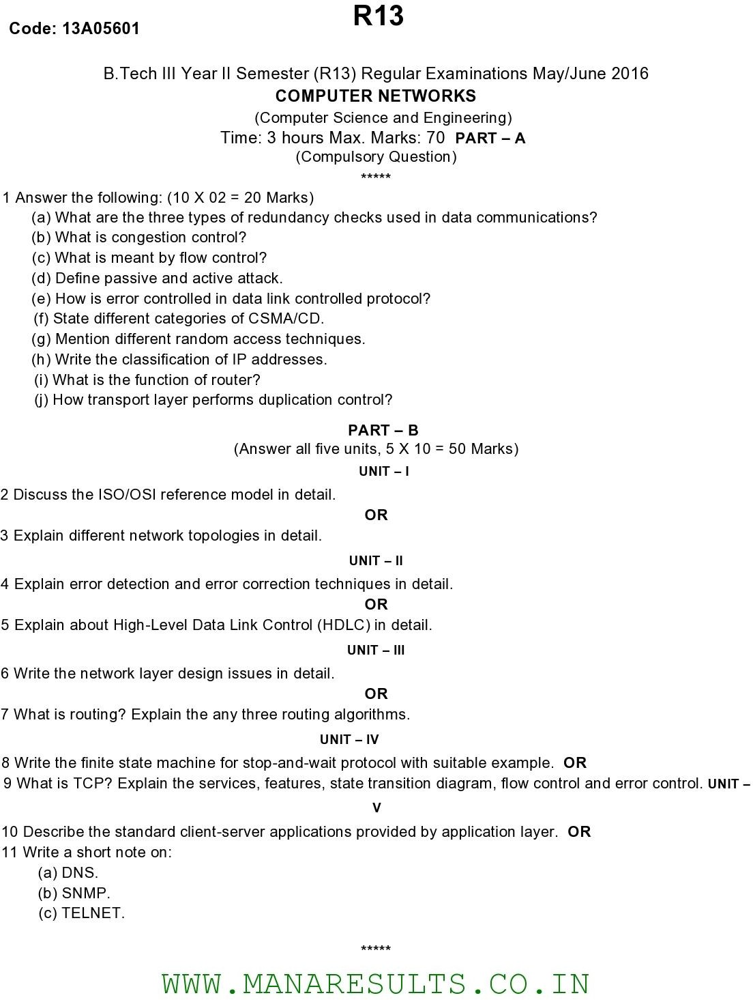 R13
Code: 13A05601
B.Tech III Year II Semester (R13) Regular Examinations May/June 2016
COMPUTER NETWORKS
(Computer Science and Engineering)
Time: 3 hours Max. Marks: 70 PART – A
(Compulsory Question)
*****
1 Answer the following: (10 X 02 = 20 Marks)
(a) What are the three types of redundancy checks used in data communications?
(b) What is congestion control?
(c) What is meant by flow control?
(d) Define passive and active attack.
(e) How is error controlled in data link controlled protocol?
(f) State different categories of CSMA/CD.
(g) Mention different random access techniques.
(h) Write the classification of IP addresses.
(i) What is the function of router?
(j) How transport layer performs duplication control?
PART – B
(Answer all five units, 5 X 10 = 50 Marks)
UNIT – I
2 Discuss the ISO/OSI reference model in detail.
OR
3 Explain different network topologies in detail.
UNIT – II
4 Explain error detection and error correction techniques in detail.
OR
5 Explain about High-Level Data Link Control (HDLC) in detail.
UNIT – III
6 Write the network layer design issues in detail.
OR
7 What is routing? Explain the any three routing algorithms.
UNIT – IV
8 Write the finite state machine for stop-and-wait protocol with suitable example. OR
9 What is TCP? Explain the services, features, state transition diagram, flow control and error control. UNIT –
V
10 Describe the standard client-server applications provided by application layer. OR
11 Write a short note on:
(a) DNS.
(b) SNMP.
(c) TELNET.
*****
WWW.MANARESULTS.CO.IN